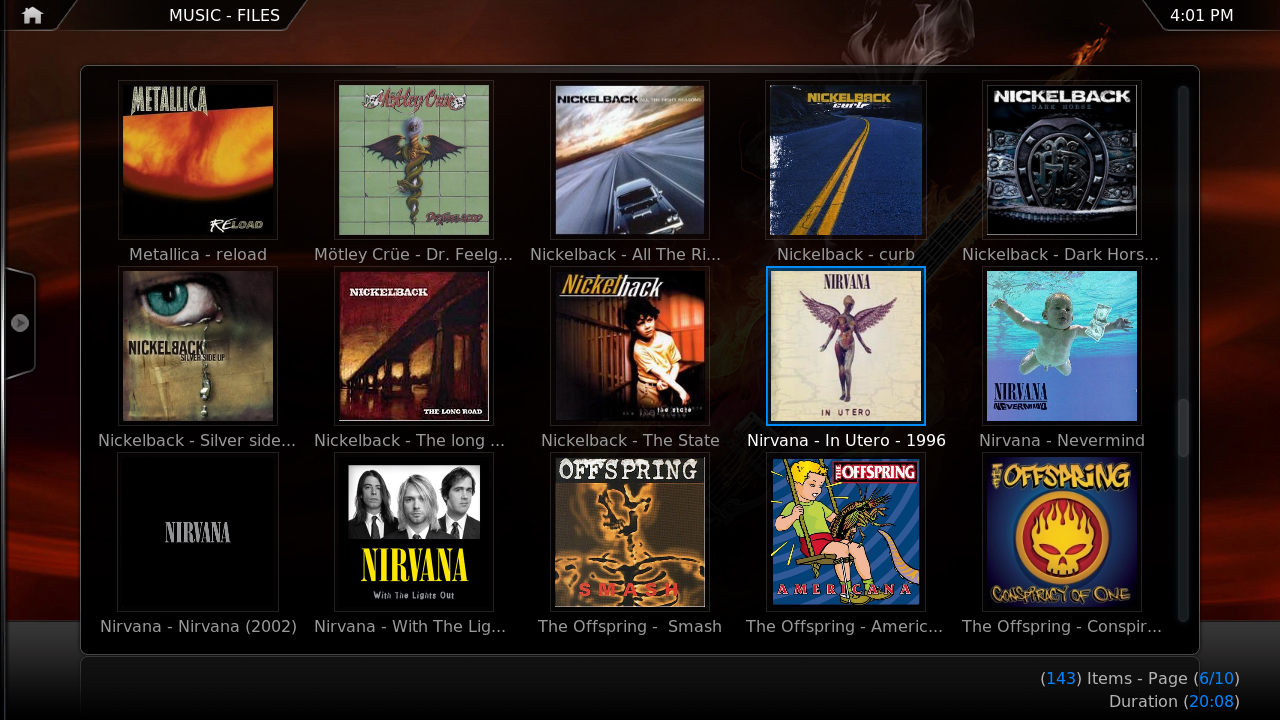 MUSIC - FILES
4:01 PM
METALLICA
RELOAD
Mötley Crüe
Dr. Feelgood
NICKELBACK ALL THE RIGHT REASONS
NICKELBACK
curb
NICKELBACK
DARK HORSE
Metallica - reload
Mötley Crüe - Dr. Feelg...
Nickelback - All The Ri...
Nickelback - curb
Nickelback - Dark Hors...
NICKELBACK
SILVER SIDE UP
NICKELBACK
THE LONG ROAD
Nickelback
the state
NIRVANA
IN UTERO
NIRVANA
NEVERMIND
Nickelback - Silver side...
Nickelback - The long ...
Nickelback - The State
Nirvana - In Utero - 1996
Nirvana - Nevermind
NIRVANA
NIRVANA
With The Lights Out
OFFSPRING
SMASH
THE OFFSPRING
AMERICANA
THE OFFSPRING
CONSPIRACY OF ONE
Nirvana - Nirvana (2002)
Nirvana - With The Lig...
The Offspring -  Smash
The Offspring - Americ...
The Offspring - Conspir...
(143) Items - Page (6/10)
Duration (20:08)